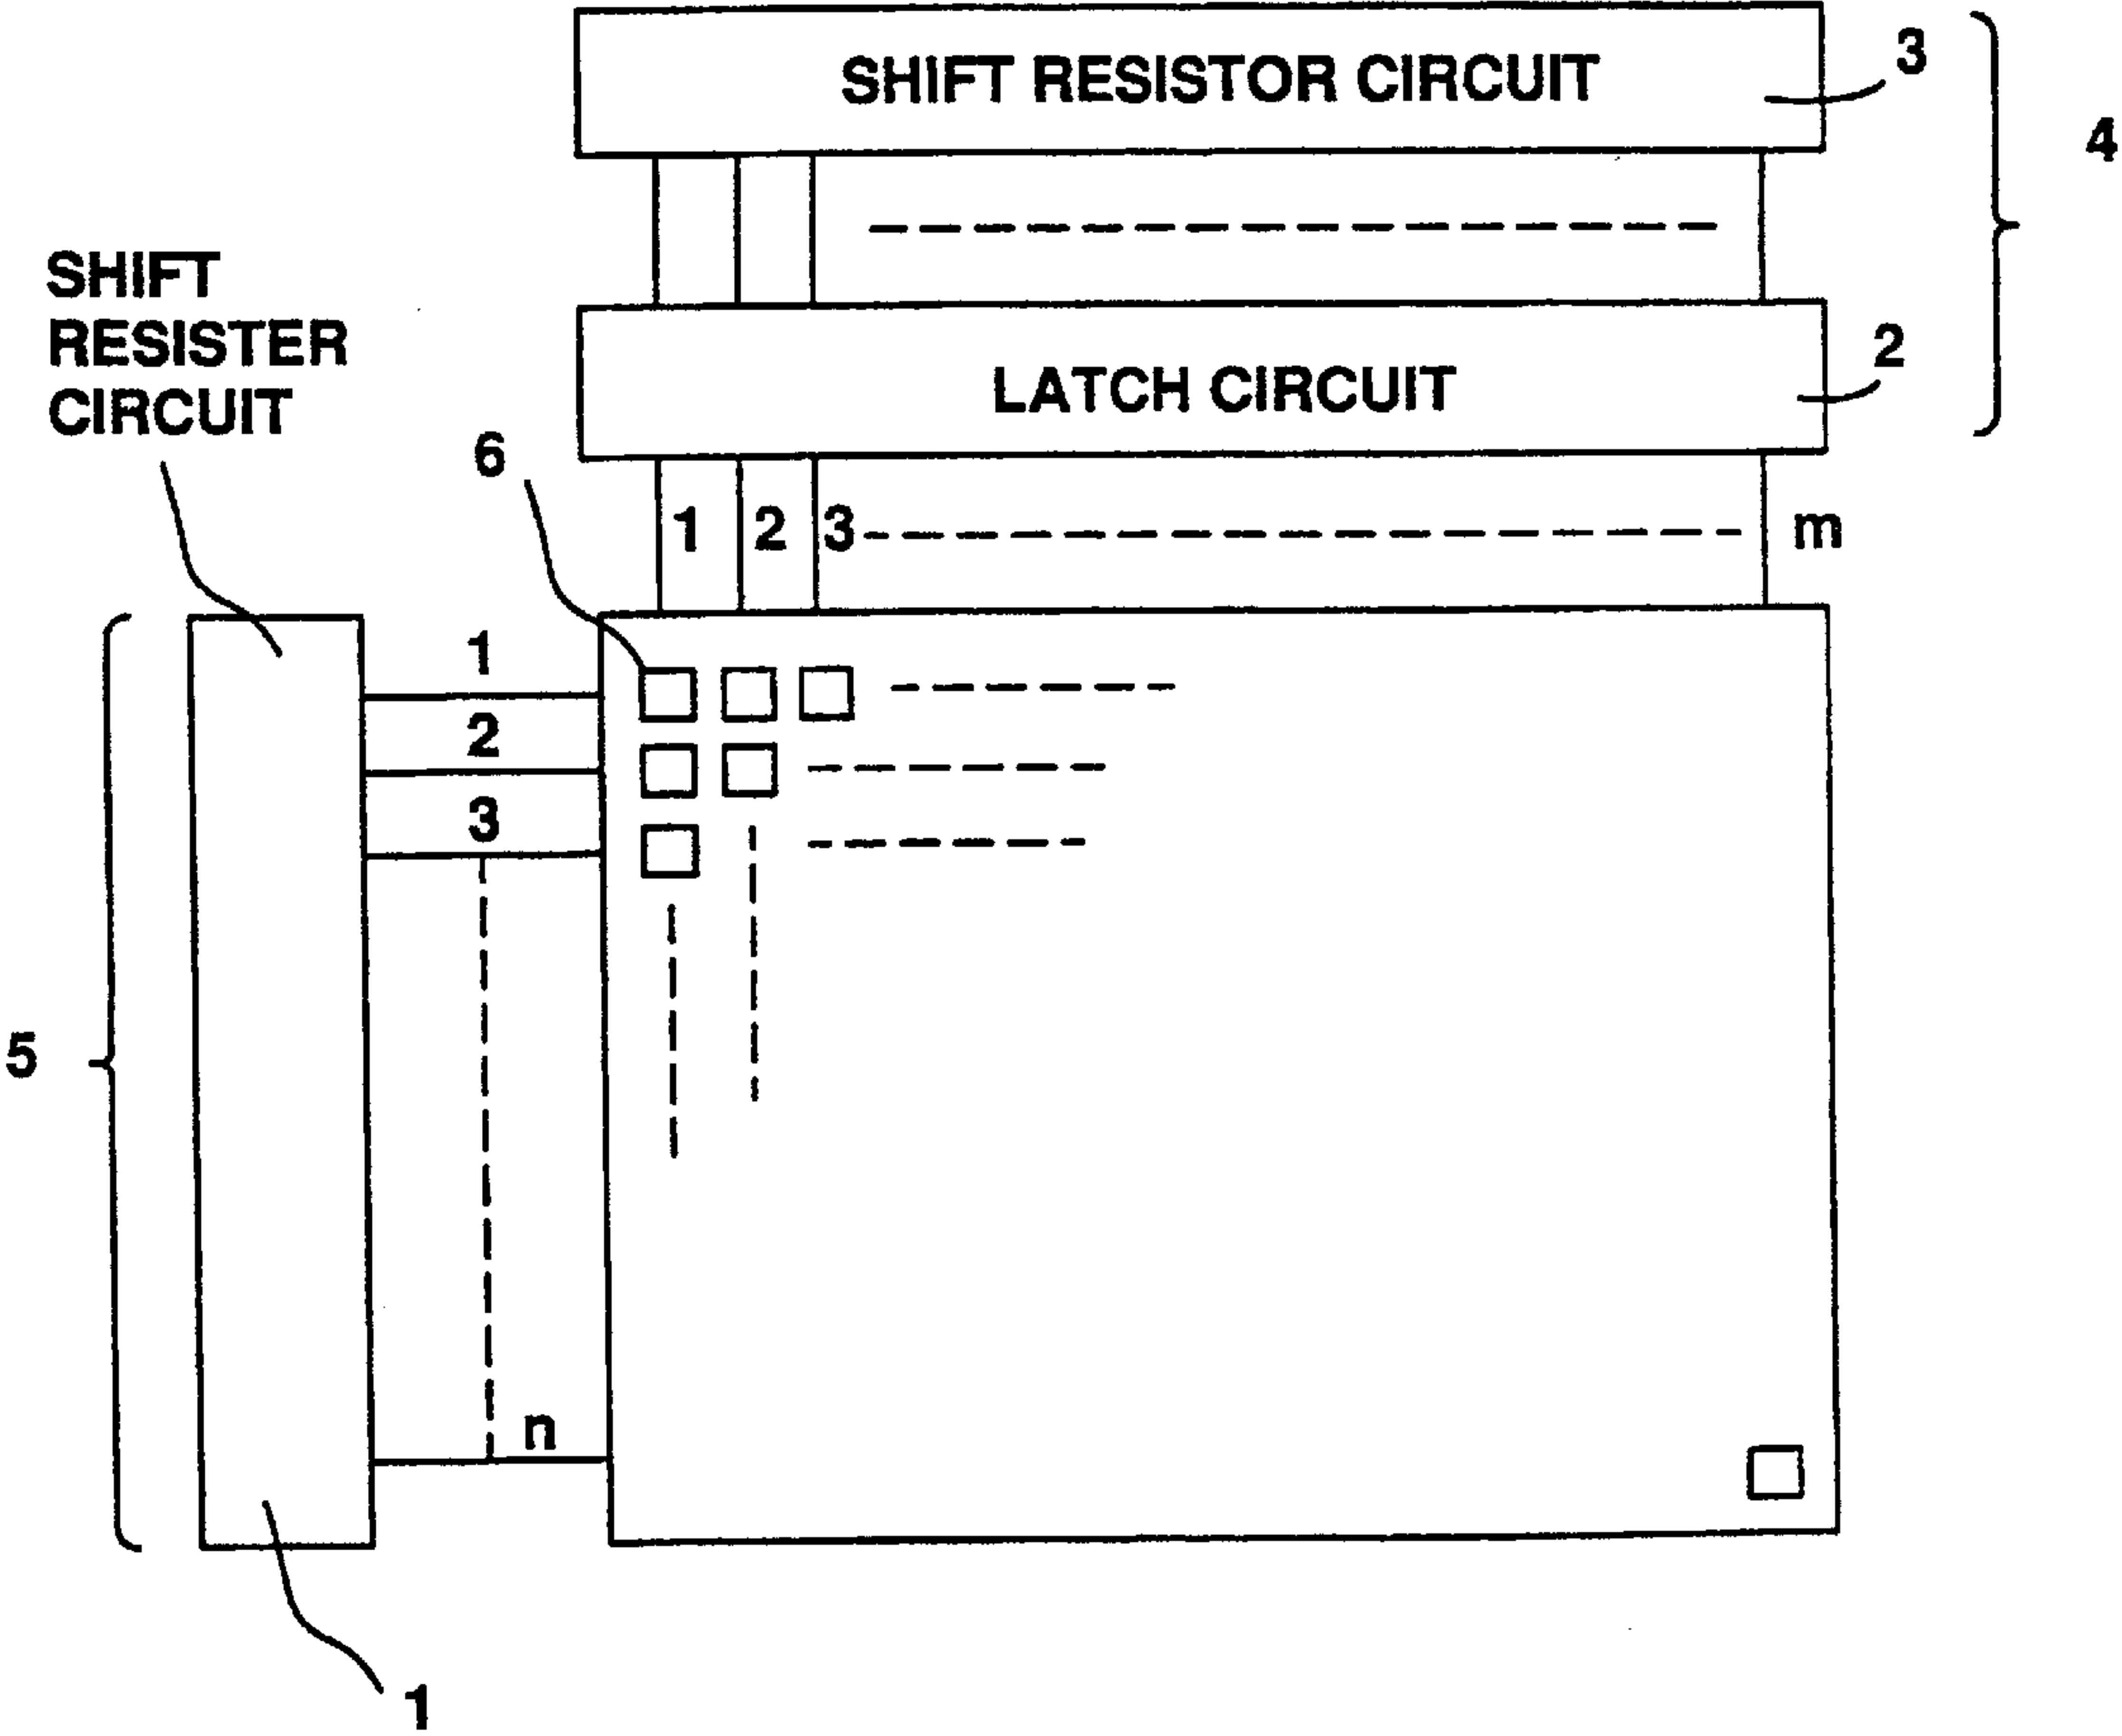 SHIFT RESISTOR CIRCUIT
3
4
SHIFT
RESISTER
CIRCUIT
LATCH CIRCUIT
2
6
1 2 3 m
1
2
3
5
n
1